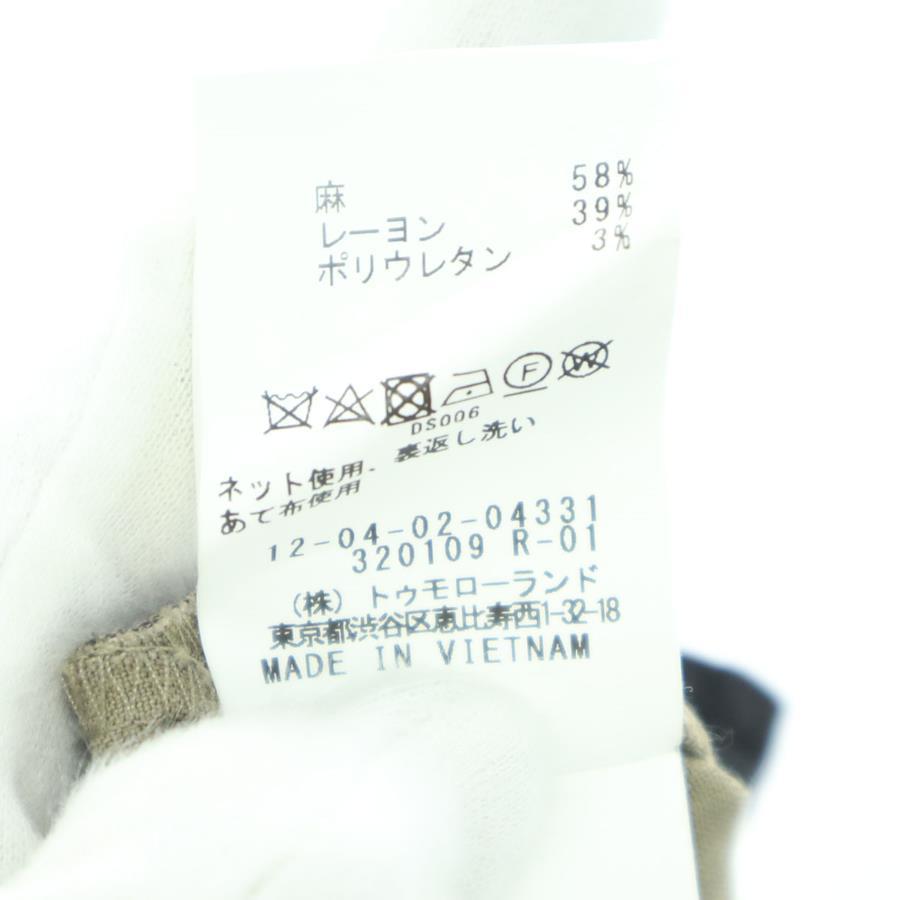 麻 58%
レーヨン 39%
ポリウレタン 3%
F
W
DS006
ネット使用. 裏返し洗い
あて布使用
12-04-02-04331
320109 R-01
(株) トゥモローランド
東京都渋谷区恵比寿西1-32-18
MADE IN VIETNAM